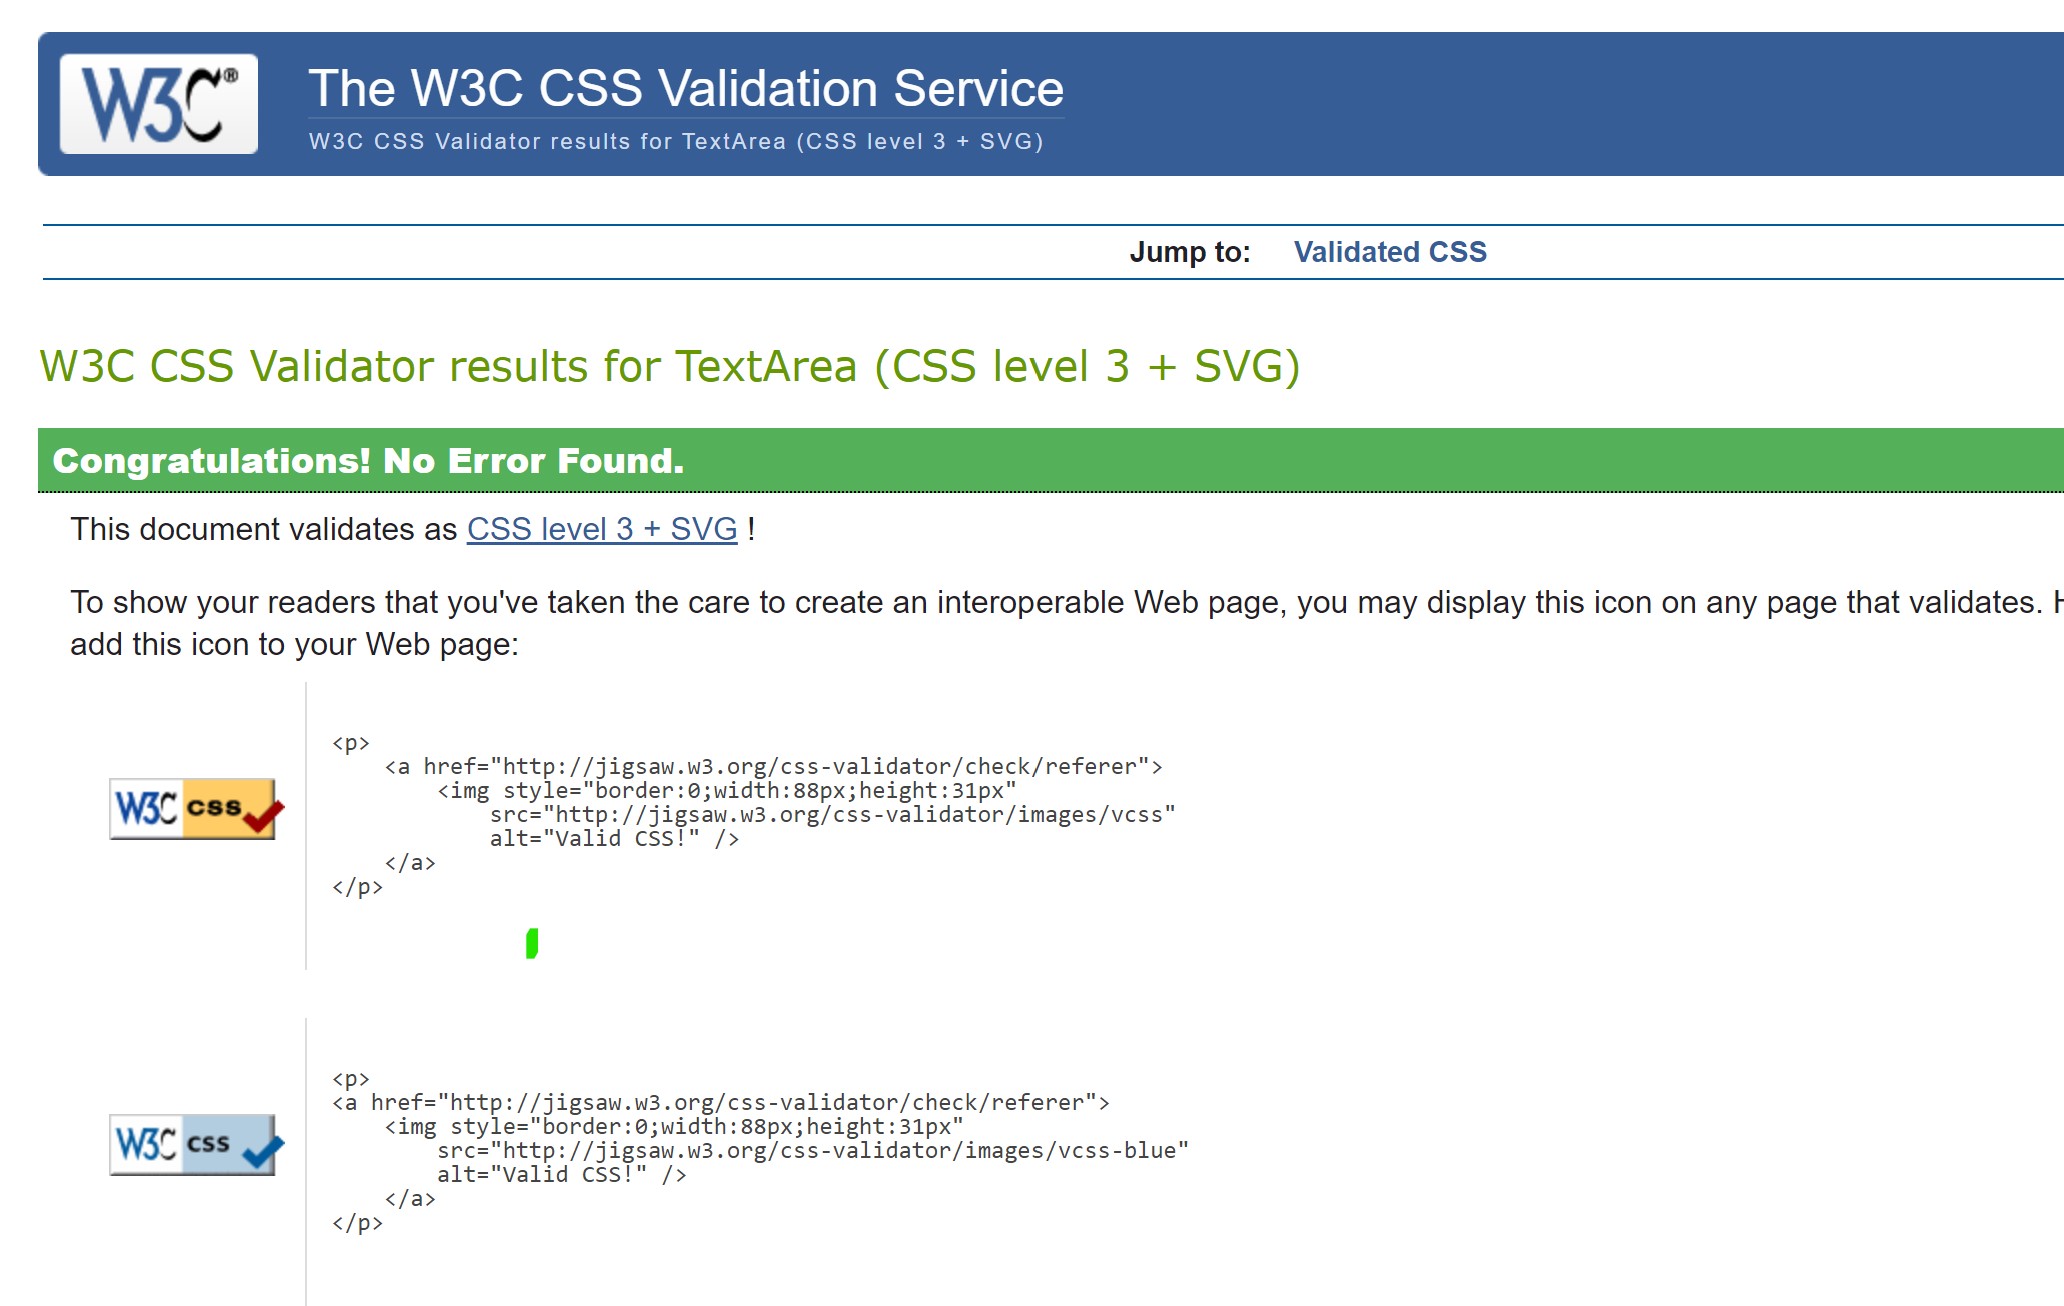 W3C®
The W3C CSS Validation Service
W3C CSS Validator results for TextArea (CSS level 3 + SVG)
Jump to: Validated CSS
W3C CSS Validator results for TextArea (CSS level 3 + SVG)
Congratulations! No Error Found.
This document validates as CSS level 3 + SVG !
To show your readers that you've taken the care to create an interoperable Web page, you may display this icon on any page that validates.
add this icon to your Web page:
W3C css
<p>
<a href="http://jigsaw.w3.org/css-validator/check/referer">
<img style="border:0;width:88px;height:31px"
src="http://jigsaw.w3.org/css-validator/images/vcss"
alt="Valid CSS!" />
</a>
</p>
W3C css
<p>
<a href="http://jigsaw.w3.org/css-validator/check/referer">
<img style="border:0;width:88px;height:31px"
src="http://jigsaw.w3.org/css-validator/images/vcss-blue"
alt="Valid CSS!" />
</a>
</p>